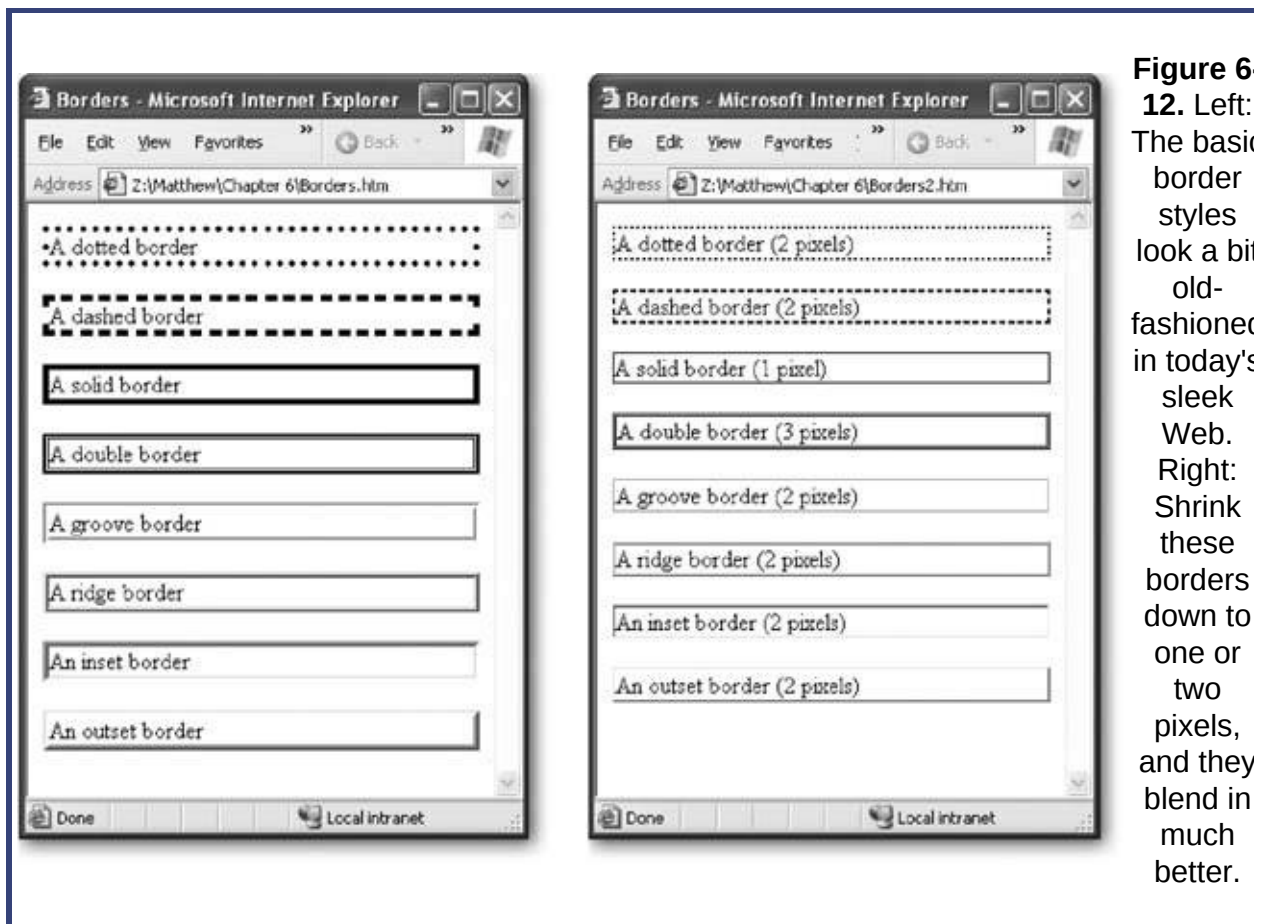 Borders - Microsoft Internet Explorer
File Edit View Favorites » Back »
Address Z:\Matthew\Chapter 6\Borders.htm
A dotted border
A dashed border
A solid border
A double border
A groove border
A ridge border
An inset border
An outset border
Done Local intranet
Borders - Microsoft Internet Explorer
File Edit View Favorites » Back »
Address Z:\Matthew\Chapter 6\Borders2.htm
A dotted border (2 pixels)
A dashed border (2 pixels)
A solid border (1 pixel)
A double border (3 pixels)
A groove border (2 pixels)
A ridge border (2 pixels)
An inset border (2 pixels)
An outset border (2 pixels)
Done Local intranet
Figure 6-
12. Left:
The basic
border
styles
look a bit
old-
fashioned
in today's
sleek
Web.
Right:
Shrink
these
borders
down to
one or
two
pixels,
and they
blend in
much
better.